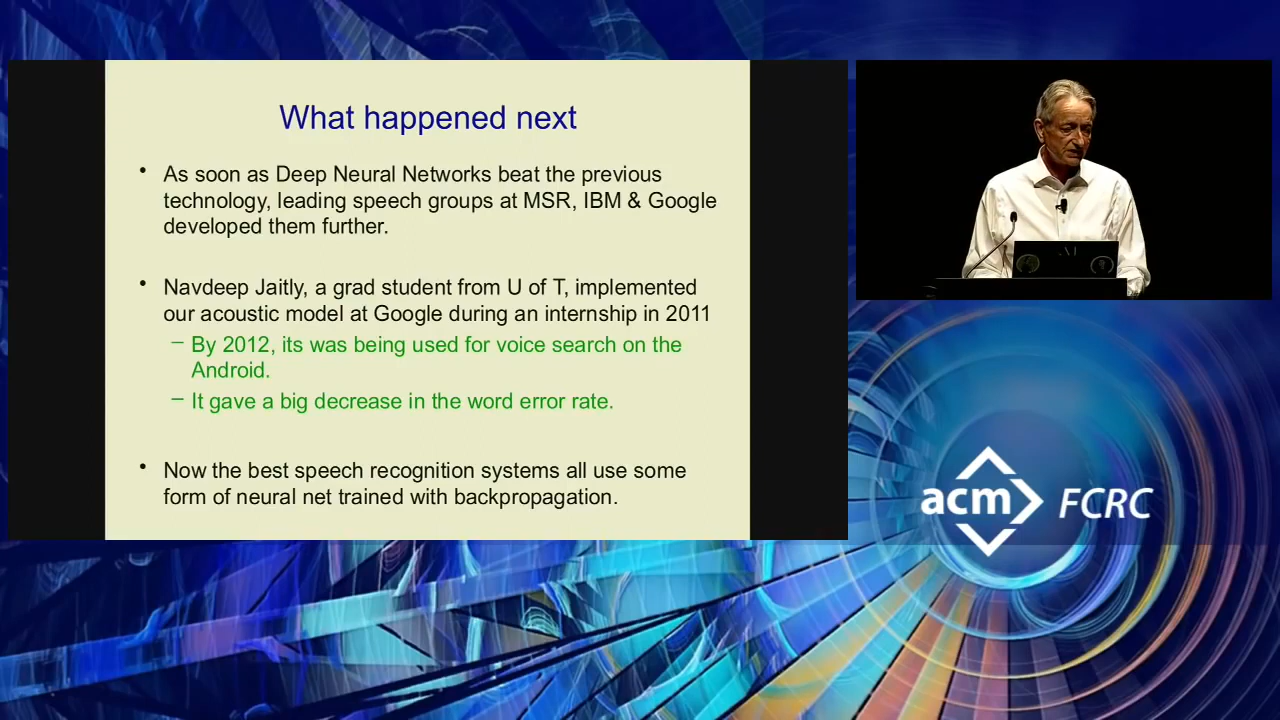 What happened next
• As soon as Deep Neural Networks beat the previous
technology, leading speech groups at MSR, IBM & Google
developed them further.
• Navdeep Jaitly, a grad student from U of T, implemented
our acoustic model at Google during an internship in 2011
– By 2012, its was being used for voice search on the
Android.
– It gave a big decrease in the word error rate.
• Now the best speech recognition systems all use some
form of neural net trained with backpropagation.
acm FCRC